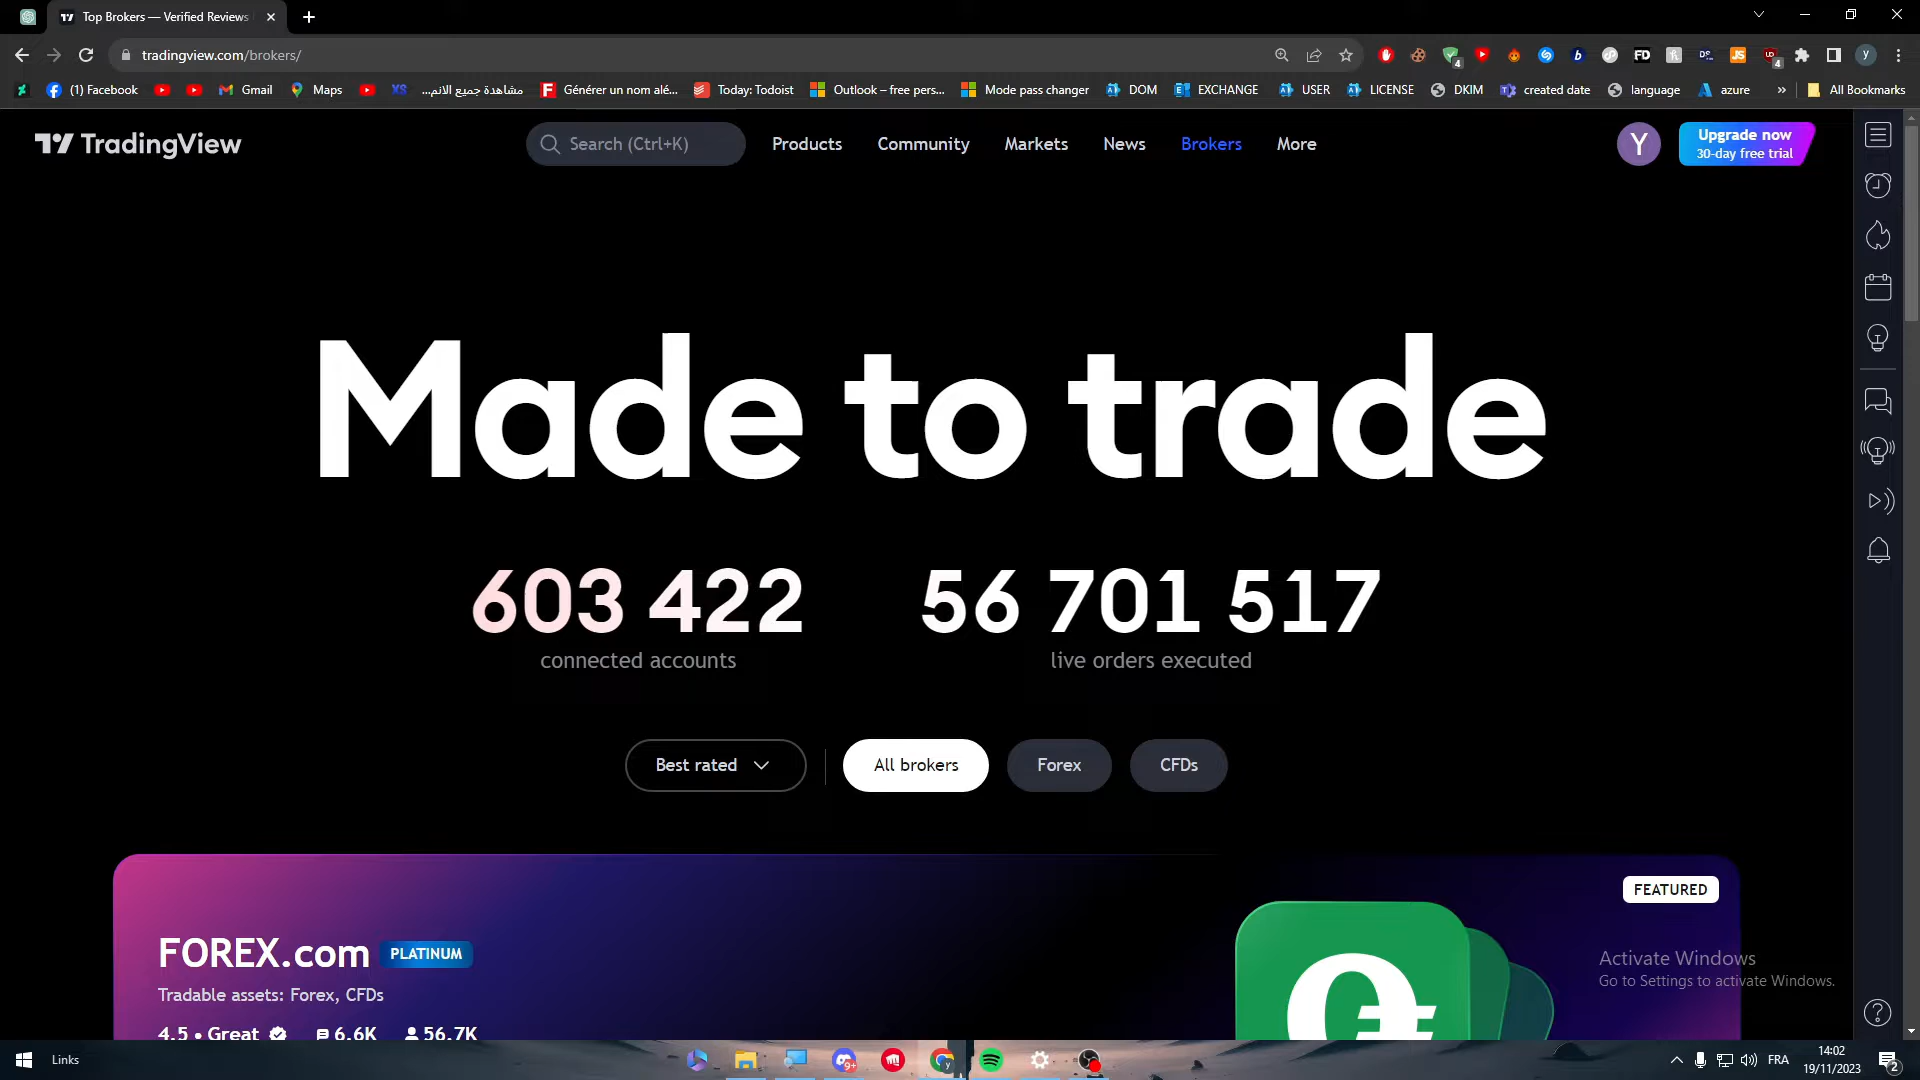 Top Brokers — Verified Reviews
tradingview.com/brokers/
(1) Facebook
Gmail
Maps
XS
مشاهدة جميع الانم...
Générer un nom alé...
Today: Todoist
Outlook – free pers...
Mode pass changer
DOM
EXCHANGE
USER
LICENSE
DKIM
created date
language
azure
»
All Bookmarks
TradingView
Search (Ctrl+K)
Products
Community
Markets
News
Brokers
More
Y
Upgrade now
30-day free trial
Made to trade
603 422
56 701 517
connected accounts
live orders executed
Best rated
All brokers
Forex
CFDs
FEATURED
FOREX.com
PLATINUM
Tradable assets: Forex, CFDs
4.5 • Great
6.6K
56.7K
Activate Windows
Go to Settings to activate Windows.
Links
9+
FRA
14:02
19/11/2023
2